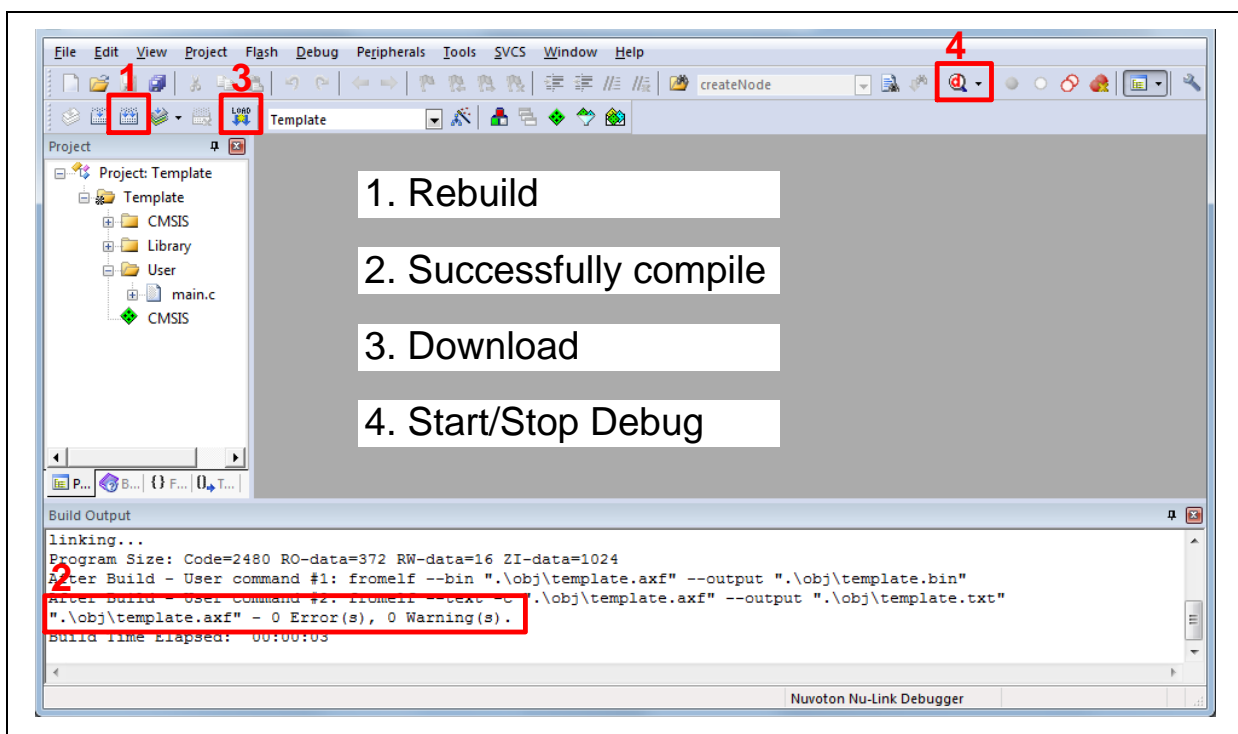 File Edit View Project Flash Debug Peripherals Tools SVCS Window Help
4
1
3
createNode
LOAD
Template
Project
Project: Template
Template
CMSIS
Library
User
main.c
CMSIS
1. Rebuild
2. Successfully compile
3. Download
4. Start/Stop Debug
P... B... {} F... 0 T...
Build Output
linking...
Program Size: Code=2480 RO-data=372 RW-data=16 ZI-data=1024
After Build - User command #1: fromelf --bin ".\obj\template.axf" --output ".\obj\template.bin"
2
After Build - User command #2: fromelf --text -c ".\obj\template.axf" --output ".\obj\template.txt"
".\obj\template.axf" - 0 Error(s), 0 Warning(s).
Build Time Elapsed: 00:00:03
Nuvoton Nu-Link Debugger